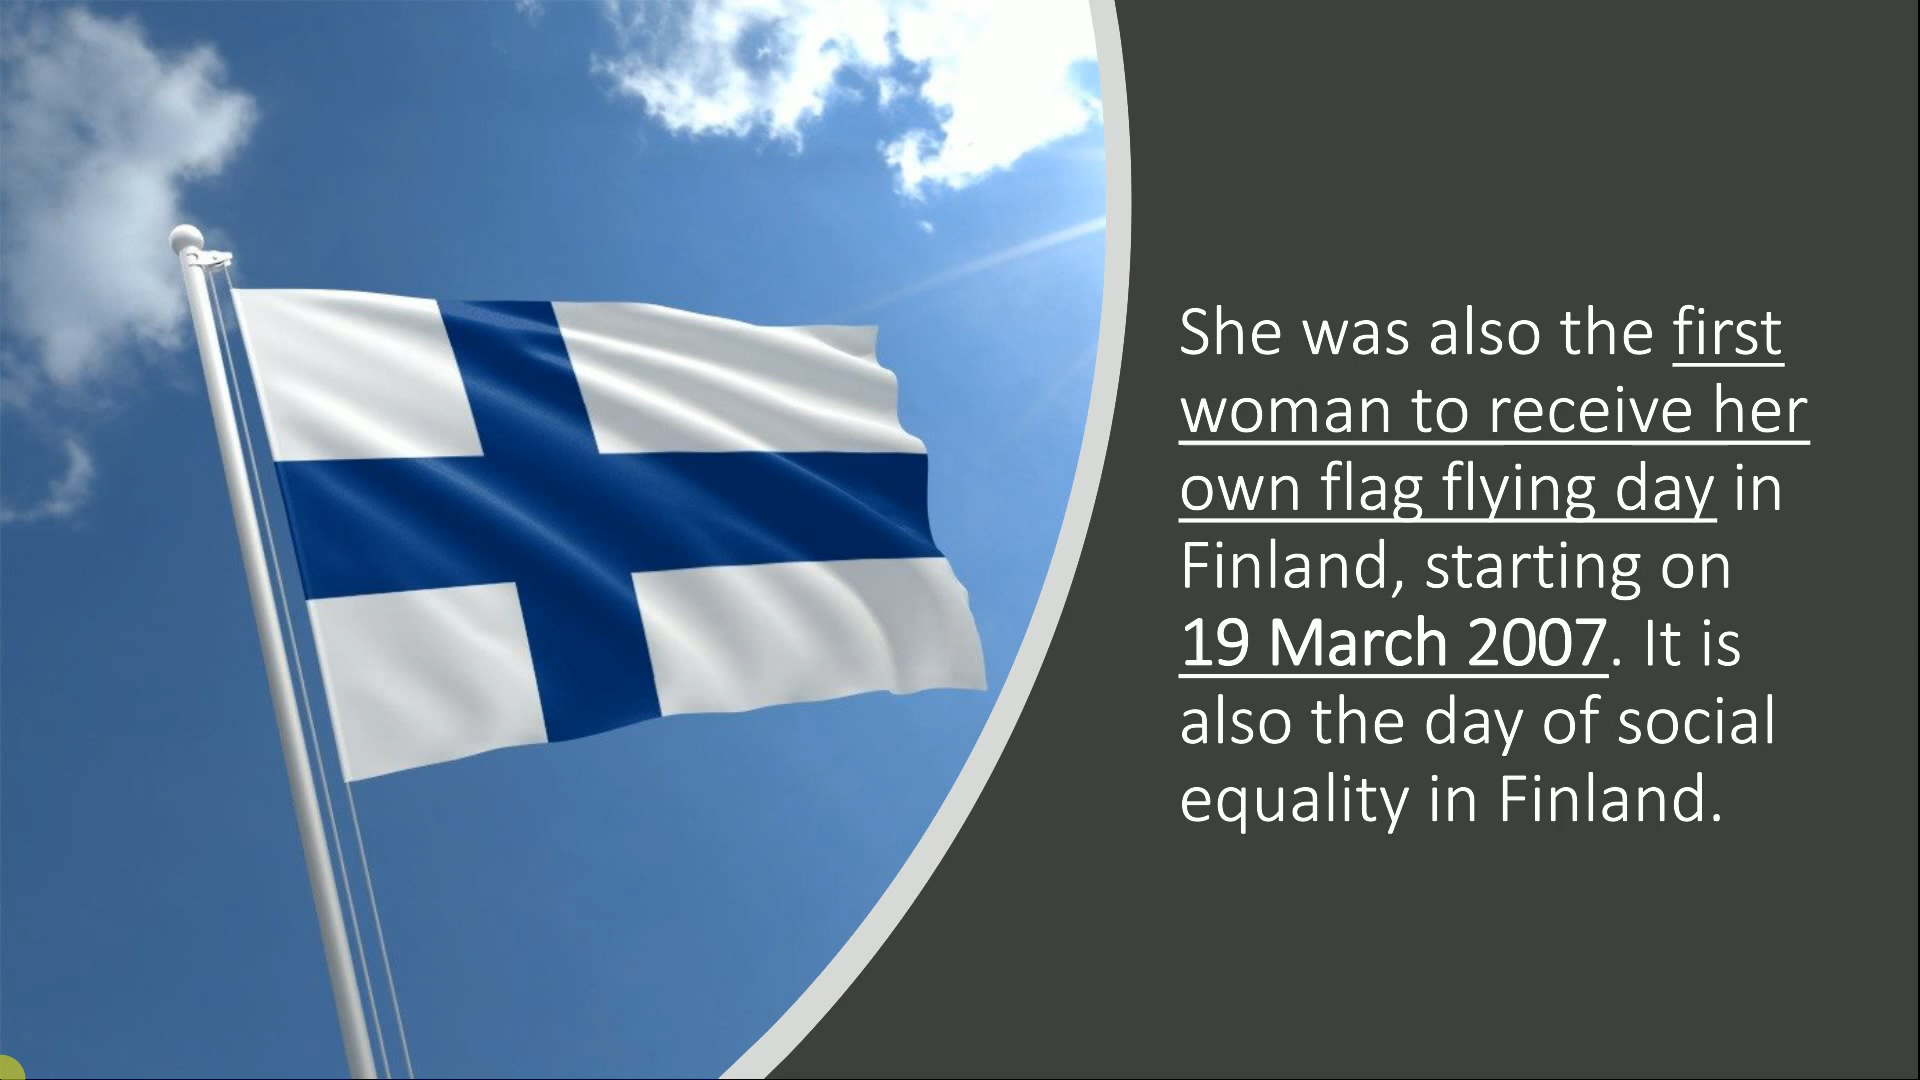 She was also the first
woman to receive her
own flag flying day in
Finland, starting on
19 March 2007. It is
also the day of social
equality in Finland.